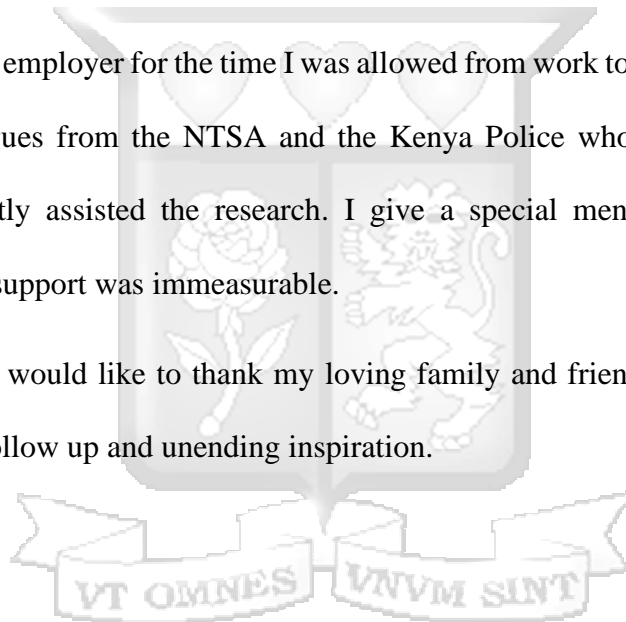 employer for the time I was allowed from work to
gues from the NTSA and the Kenya Police who
tly assisted the research. I give a special men
support was immeasurable.
would like to thank my loving family and frien
ollow up and unending inspiration.
VT OMNES VNVM SINT